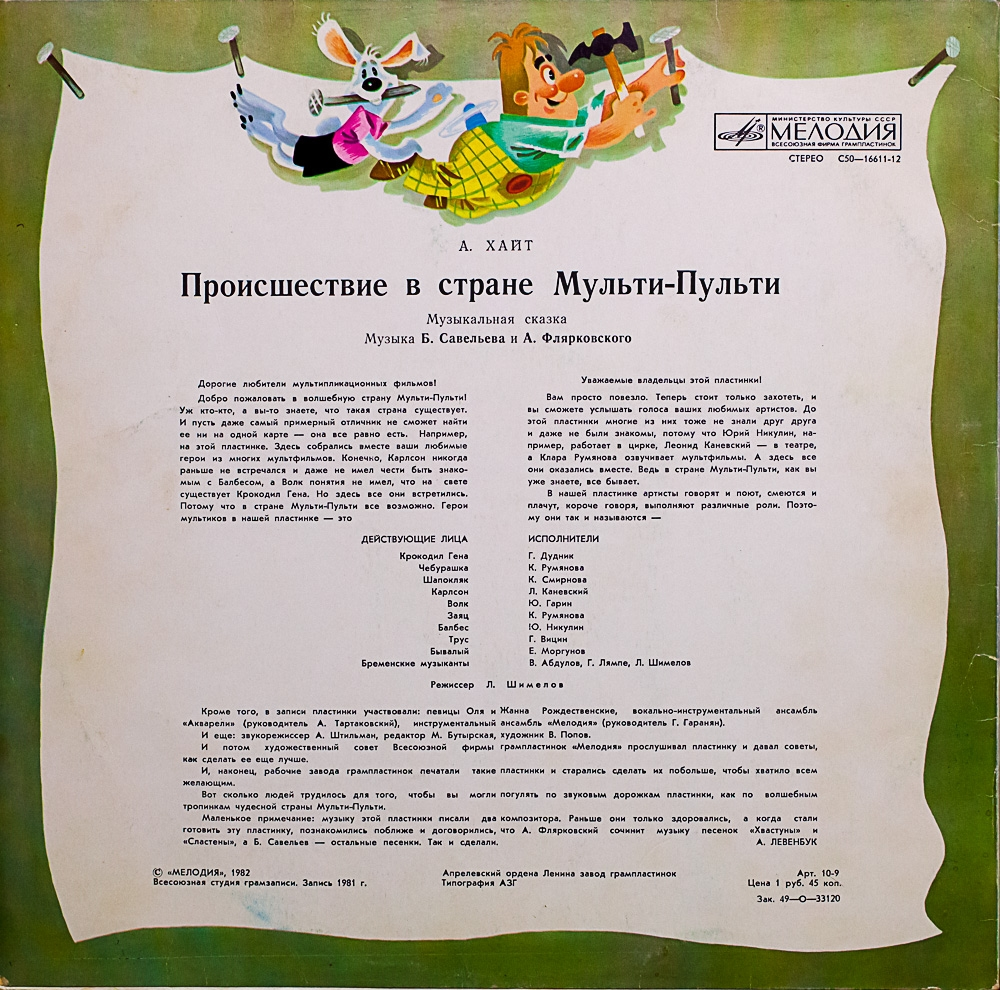 МИНИСТЕРСТВО КУЛЬТУРЫ СССР
МЕЛОДИЯ
ВСЕСОЮЗНАЯ ФИРМА ГРАМПЛАСТИНОК
СТЕРЕО С50—16611-12
А. ХАЙТ
Происшествие в стране Мульти-Пульти
Музыкальная сказка
Музыка Б. Савельева и А. Флярковского
Дорогие любители мультипликационных фильмов!
Добро пожаловать в волшебную страну Мульти-Пульти!
Уж кто-кто, а вы-то знаете, что такая страна существует.
И пусть даже самый примерный отличник не сможет найти
ее ни на одной карте — она все равно есть. Например,
на этой пластинке. Здесь собрались вместе ваши любимые
герои из многих мультфильмов. Конечно, Карлсон никогда
раньше не встречался и даже не имел чести быть знако-
мым с Балбесом, а Волк понятия не имел, что на свете
существует Крокодил Гена. Но здесь все они встретились.
Потому что в стране Мульти-Пульти все возможно. Герои
мультиков в нашей пластинке — это
Уважаемые владельцы этой пластинки!
Вам просто повезло. Теперь стоит только захотеть, и
вы сможете услышать голоса ваших любимых артистов. До
этой пластинки многие из них тоже не знали друг друга
и даже не были знакомы, потому что Юрий Никулин, на-
пример, работает в цирке, Леонид Каневский — в театре,
а Клара Румянова озвучивает мультфильмы. А здесь все
они оказались вместе. Ведь в стране Мульти-Пульти, как вы
уже знаете, все бывает.
В нашей пластинке артисты говорят и поют, смеются и
плачут, короче говоря, выполняют различные роли. Поэто-
му они так и называются —
ДЕЙСТВУЮЩИЕ ЛИЦА ИСПОЛНИТЕЛИ
Крокодил Гена Г. Дудник
Чебурашка К. Румянова
Шапокляк К. Смирнова
Карлсон Л. Каневский
Волк Ю. Гарин
Заяц К. Румянова
Балбес Ю. Никулин
Трус Г. Вицин
Бывалый Е. Моргунов
Бременские музыканты В. Абдулов, Г. Лямпе, Л. Шимелов
Режиссер Л. Шимелов
Кроме того, в записи пластинки участвовали: певицы Оля и Жанна Рождественские, вокально-инструментальный ансамбль
«Акварели» (руководитель А. Тартаковский), инструментальный ансамбль «Мелодия» (руководитель Г. Гаранян).
И еще: звукорежиссер А. Штильман, редактор М. Бутырская, художник В. Попов.
И потом художественный совет Всесоюзной фирмы грампластинок «Мелодия» прослушивал пластинку и давал советы,
как сделать ее еще лучше.
И, наконец, рабочие завода грампластинок печатали такие пластинки и старались сделать их побольше, чтобы хватило всем
желающим.
Вот сколько людей трудилось для того, чтобы вы могли погулять по звуковым дорожкам пластинки, как по волшебным
тропинкам чудесной страны Мульти-Пульти.
Маленькое примечание: музыку этой пластинки писали два композитора. Раньше они только здоровались, а когда стали
готовить эту пластинку, познакомились поближе и договорились, что А. Флярковский сочинит музыку песенок «Хвастуны» и
«Сластены», а Б. Савельев — остальные песенки. Так и сделали. А. ЛЕВЕНБУК
© «МЕЛОДИЯ», 1982 Апрелевский ордена Ленина завод грампластинок Арт. 10-9
Всесоюзная студия грамзаписи. Запись 1981 г. Типография АЗГ Цена 1 руб. 45 коп.
Зак. 49—О—33120